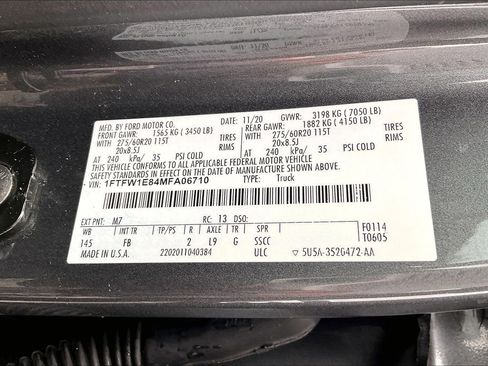 MFD. BY FORD MOTOR CO. DATE: 11/20 GVWR: 3198 KG ( 7050 LB)
FRONT GAWR: 1565 KG ( 3450 LB) REAR GAWR: 1882 KG ( 4150 LB)
WITH 275/60R20 115T TIRES WITH 275/60R20 115T TIRES
20x8.5J RIMS 20x8.5J RIMS
AT 240 kPa/ 35 PSI COLD AT 240 kPa/ 35 PSI COLD
THIS VEHICLE CONFORMS TO ALL APPLICABLE FEDERAL MOTOR VEHICLE
SAFETY STANDARDS IN EFFECT ON THE DATE OF MANUFACTURE SHOWN ABOVE.
VIN: 1FTFW1E84MFA06710 TYPE: Truck
EXT PNT: M7 RC: 13 DSO: F0114
WB INT TR TP/PS R AXLE TR SPR T0605
145 FB 2 L9 G SSCC
MADE IN U.S.A. 2202011040384 ULC 5U5A-3520472-AA